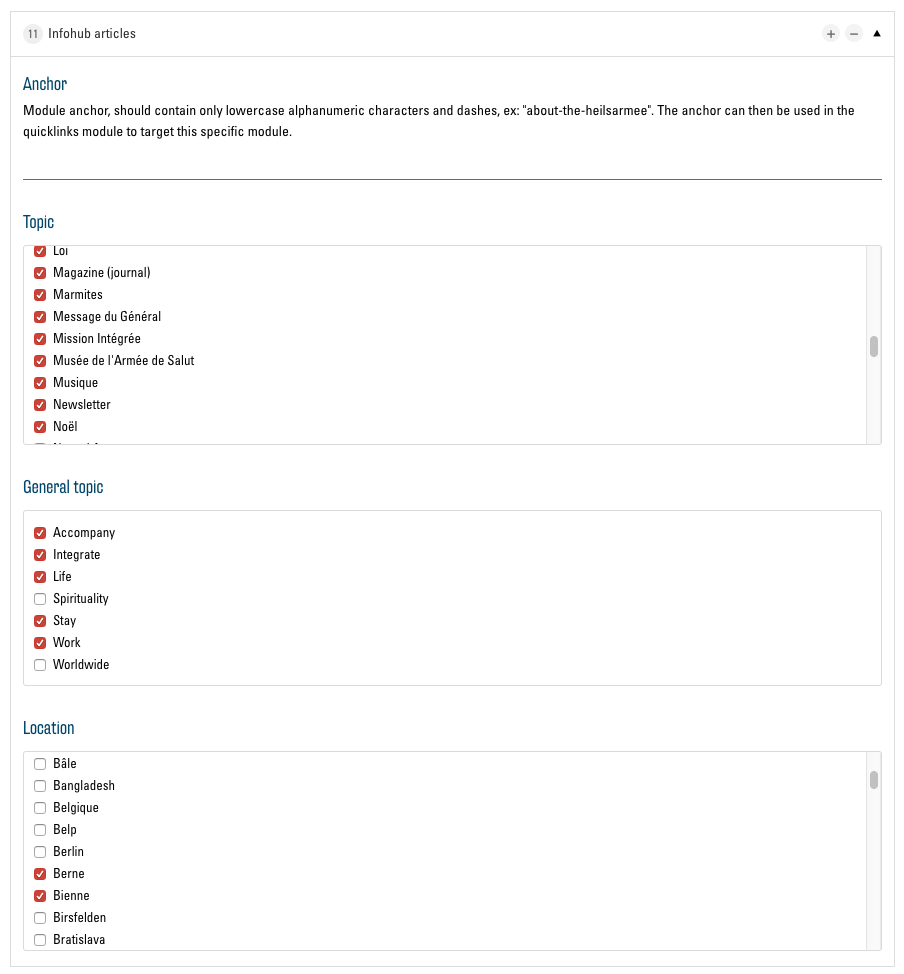 11 Infohub articles
Anchor
Module anchor, should contain only lowercase alphanumeric characters and dashes, ex: "about-the-heilsarmee". The anchor can then be used in the
quicklinks module to target this specific module.
Topic
Loi
Magazine (journal)
Marmites
Message du Général
Mission Intégrée
Musée de l'Armée de Salut
Musique
Newsletter
Noël
General topic
Accompany
Integrate
Life
Spirituality
Stay
Work
Worldwide
Location
Bâle
Bangladesh
Belgique
Belp
Berlin
Berne
Bienne
Birsfelden
Bratislava